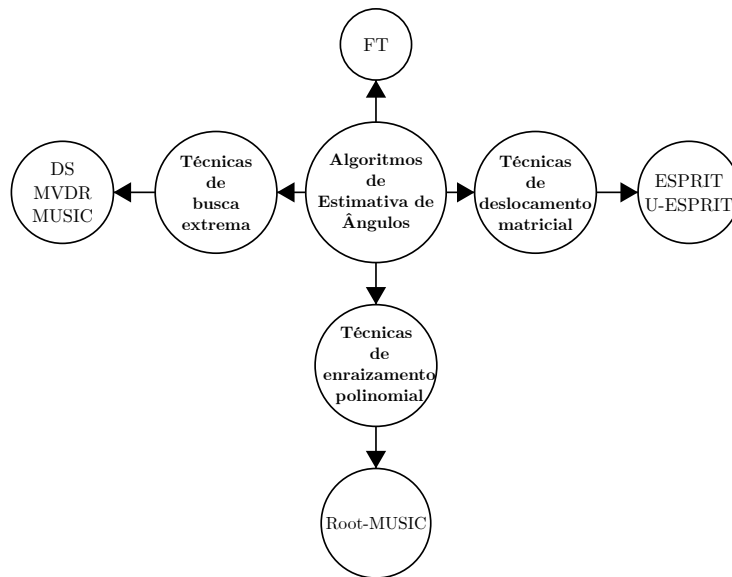 FT
DS
MVDR
MUSIC
Técnicas
de
busca
extrema
Algoritmos
de
Estimativa de
Ângulos
Técnicas
de
deslocamento
matricial
ESPRIT
U-ESPRIT
Técnicas
de
enraizamento
polinomial
Root-MUSIC